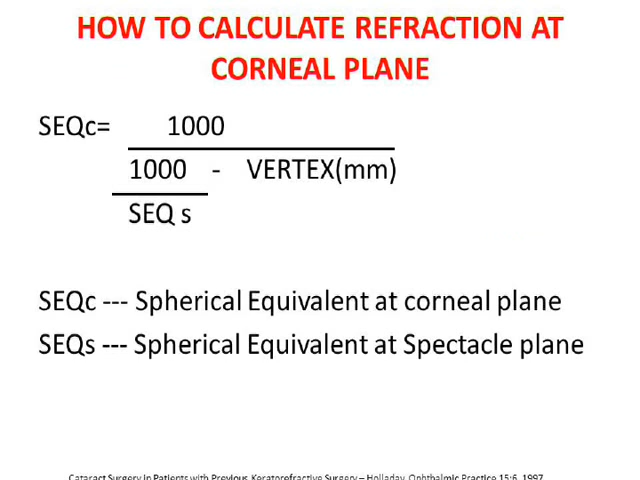 HOW TO CALCULATE REFRACTION AT
CORNEAL PLANE
SEQc= 1000
1000 - VERTEX(mm)
SEQ s
SEQc --- Spherical Equivalent at corneal plane
SEQs --- Spherical Equivalent at Spectacle plane
Cataract Surgery in Patients with Previous Keratorefractive Surgery – Holladay, Ophthalmic Practice 15:6, 1997